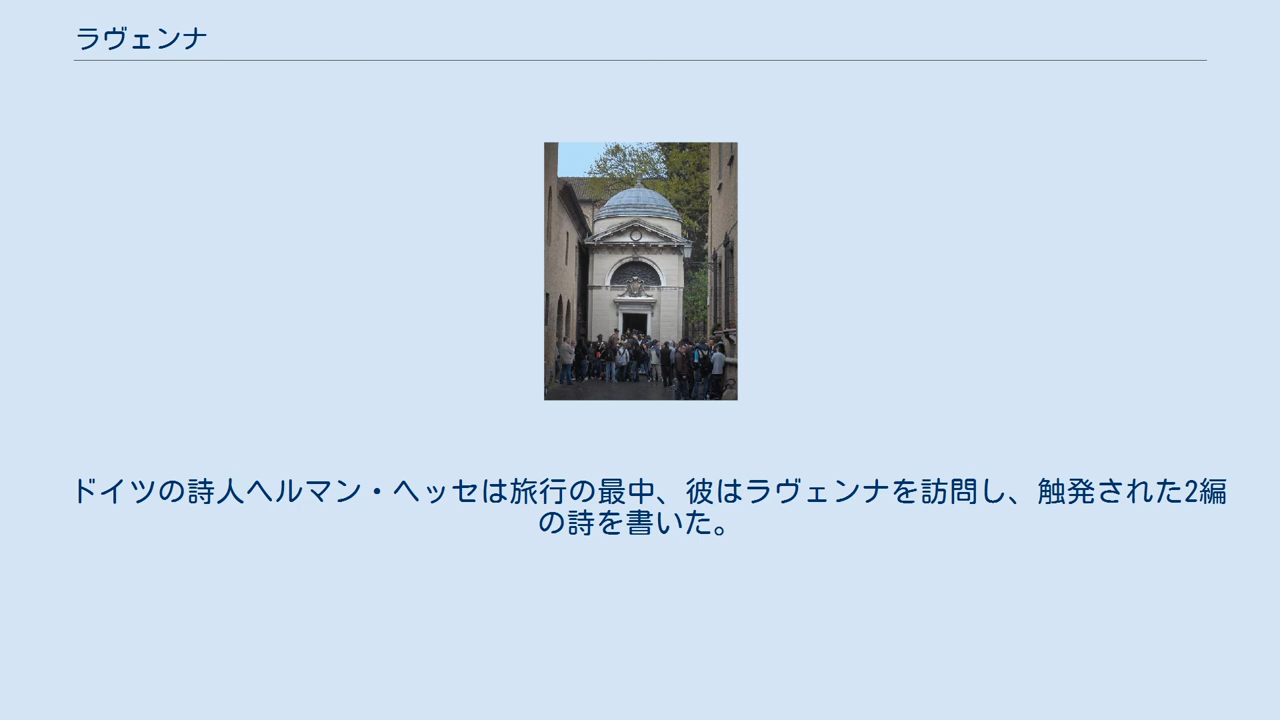 ラヴェンナ
ドイツの詩人ヘルマン・ヘッセは旅行の最中、彼はラヴェンナを訪問し、触発された2編
の詩を書いた。